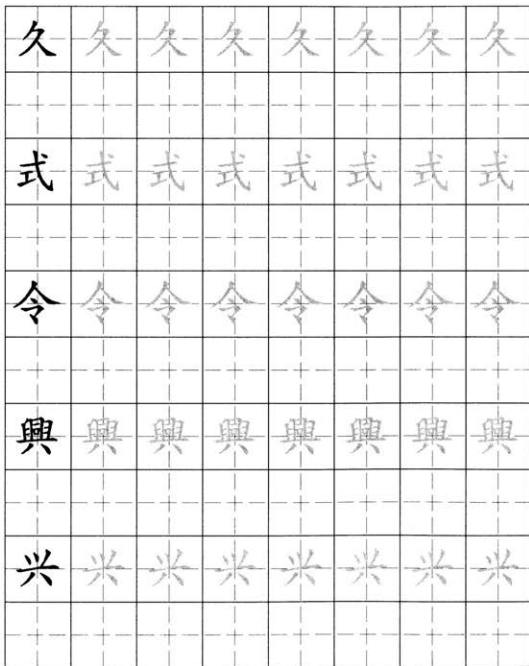 久 久 久 久 久 久 久 久
式 式 式 式 式 式 式 式
令 令 令 令 令 令 令 令
興 興 興 興 興 興 興 興
兴 兴 兴 兴 兴 兴 兴 兴